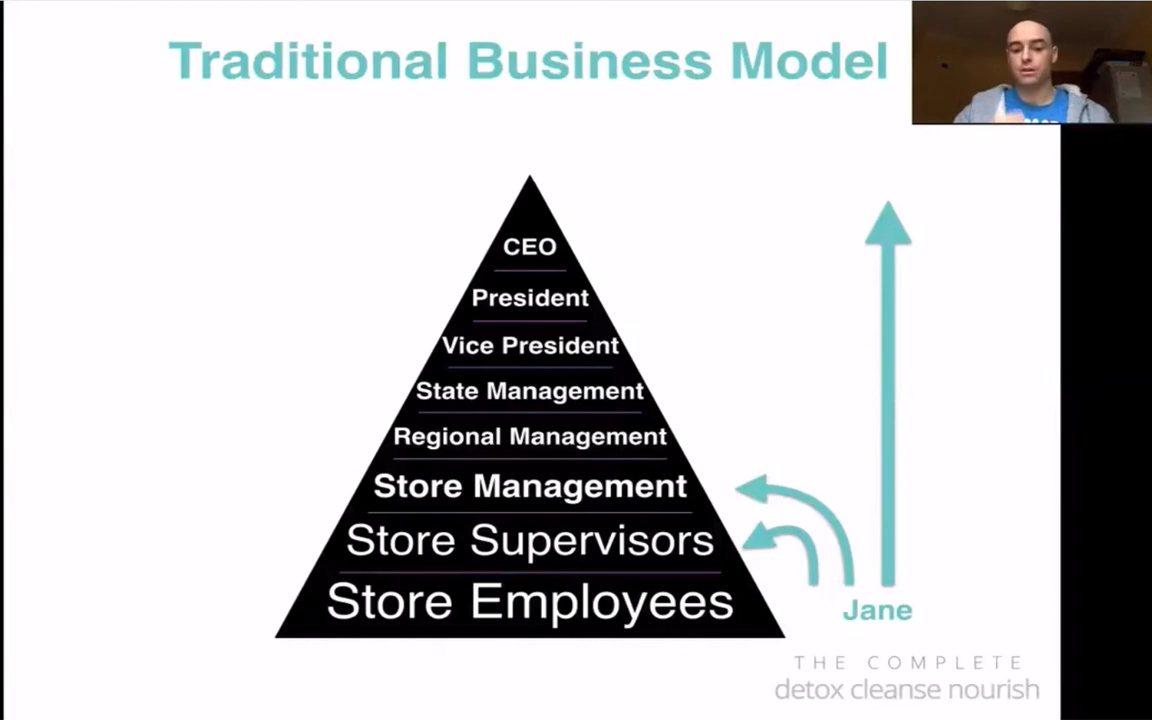 Traditional Business Model
CEO
President
Vice President
State Management
Regional Management
Store Management
Store Supervisors
Store Employees
Jane
THE COMPLETE
detox cleanse nourish